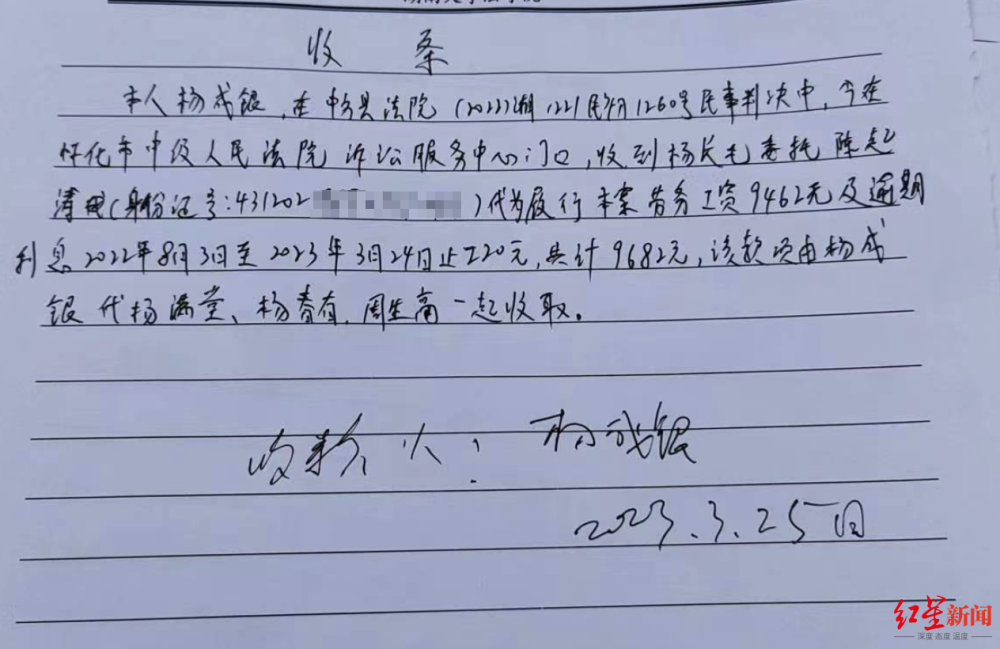 收 条
本人杨成银,在中方县法院(2022)湘1221民初1260号民事判决中,今在
怀化市中级人民法院诉讼服务中心门口,收到杨长毛委托陈起
(身份证号:431202 )代为履行本案劳务工资9462元及逾期
利息2022年8月3日至2023年3月24日止220元,共计9682元,该款项由杨成
银代杨满堂、杨春有、周生高一起收取。
收款人:杨成银
2023.3.25日
红星新闻
深度 态度 温度